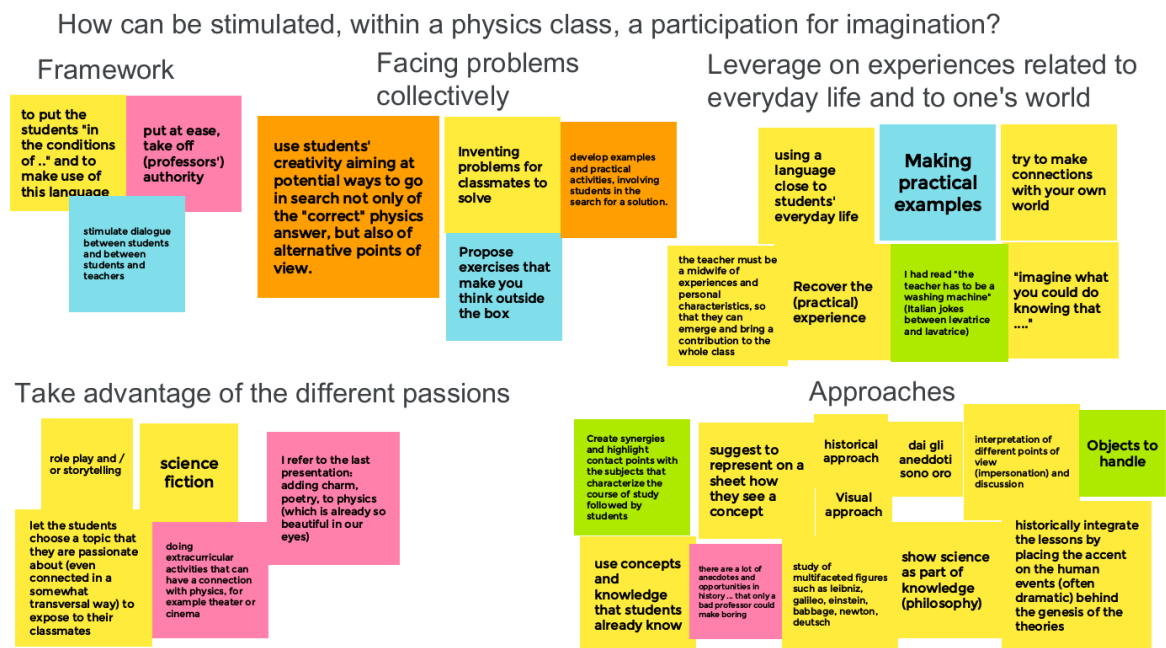 How can be stimulated, within a physics class, a participation for imagination?
Framework
to put the
students "in
the conditions
of .." and to
make use of
this language
put at ease,
take off
(professors')
authority
stimulate dialogue
between students
and between
students and
teachers
Facing problems
collectively
use students'
creativity aiming at
potential ways to go
in search not only of
the "correct" physics
answer, but also of
alternative points of
view.
Inventing
problems for
classmates to
solve
develop examples
and practical
activities, involving
students in the
search for a solution.
Propose
exercises that
make you
think outside
the box
Leverage on experiences related to
everyday life and to one's world
using a
language
close to
students'
everyday life
Making
practical
examples
try to make
connections
with your own
world
the teacher must be
a midwife of
experiences and
personal
characteristics, so
that they can
emerge and bring a
contribution to the
whole class
Recover the
(practical)
experience
I had read "the
teacher has to be a
washing machine"
(Italian jokes
between levatrice
and lavatrice)
"imagine what
you could do
knowing that
...."
Take advantage of the different passions
role play and /
or storytelling
science
fiction
I refer to the last
presentation:
adding charm,
poetry, to physics
(which is already so
beautiful in our
eyes)
let the students
choose a topic that
they are passionate
about (even
connected in a
somewhat
transversal way) to
expose to their
classmates
doing
extracurricular
activities that can
have a connection
with physics, for
example theater or
cinema
Approaches
Create synergies
and highlight
contact points with
the subjects that
characterize the
course of study
followed by
students
suggest to
represent on a
sheet how
they see a
concept
historical
approach
Visual
approach
dai gli
aneddoti
sono oro
interpretation of
different points of
view
(impersonation) and
discussion
Objects to
handle
use concepts
and
knowledge
that students
already know
there are a lot of
anecdotes and
opportunities in
history ... that only a
bad professor could
make boring
study of
multifaceted figures
such as leibniz,
galileo, einstein,
babbage, newton,
deutsch
show science
as part of
knowledge
(philosophy)
historically integrate
the lessons by
placing the accent
on the human
events (often
dramatic) behind
the genesis of the
theories